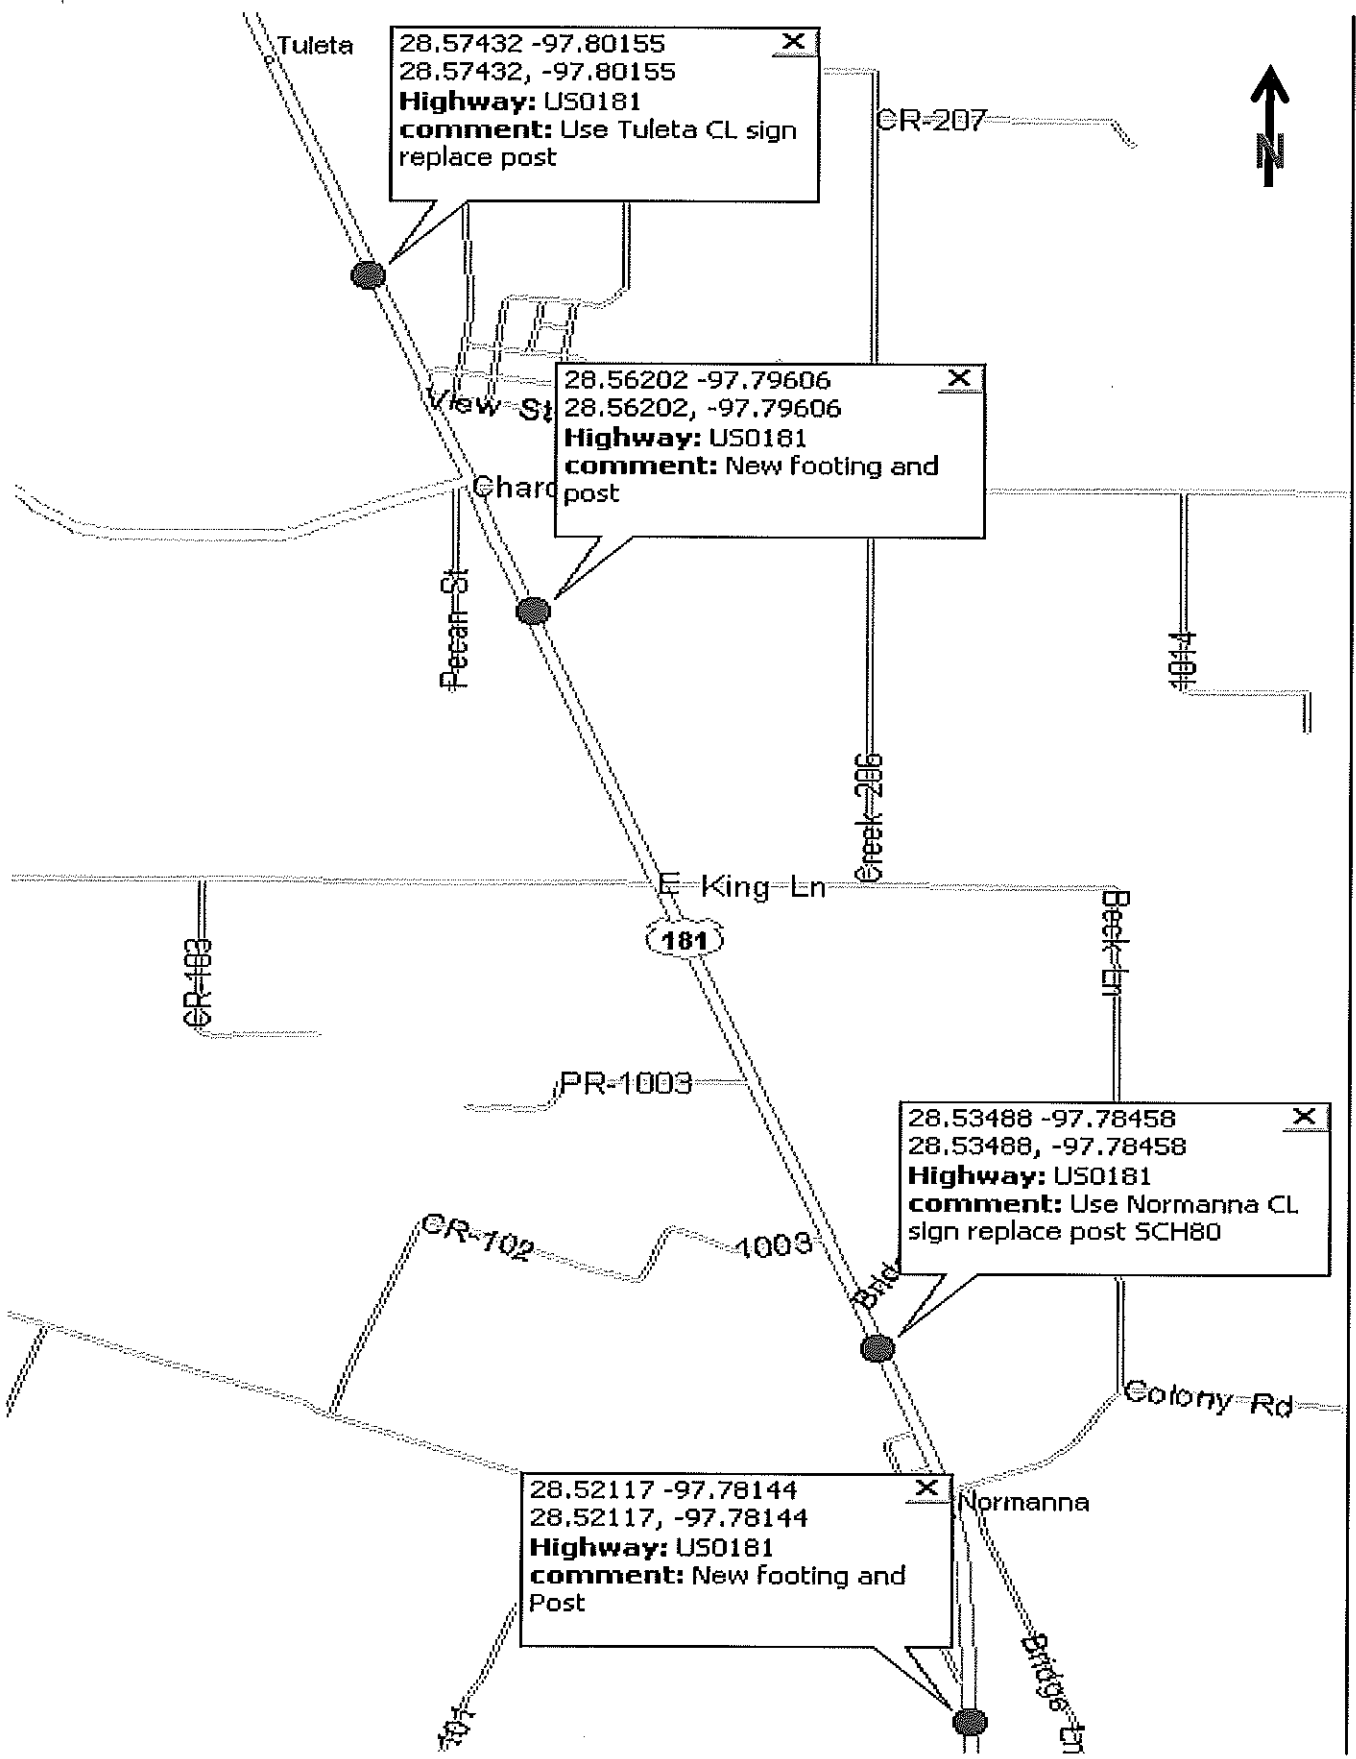 Tuleta
28.57432 -97.80155
28.57432, -97.80155
Highway: US0181
comment: Use Tuleta CL sign
replace post
X
CR-207
N
View St
28.56202 -97.79606
28.56202, -97.79606
Highway: US0181
comment: New footing and
post
X
Charc
Pecan St
1014
Creek 206
E King Ln
181
Beck Ln
CR-103
PR-1003
28.53488 -97.78458
28.53488, -97.78458
Highway: US0181
comment: Use Normanna CL
sign replace post SCH80
X
CR-102
1003
Brid
Colony Rd
28.52117 -97.78144
28.52117, -97.78144
Highway: US0181
comment: New footing and
Post
X
Normanna
Bridge Ln
101